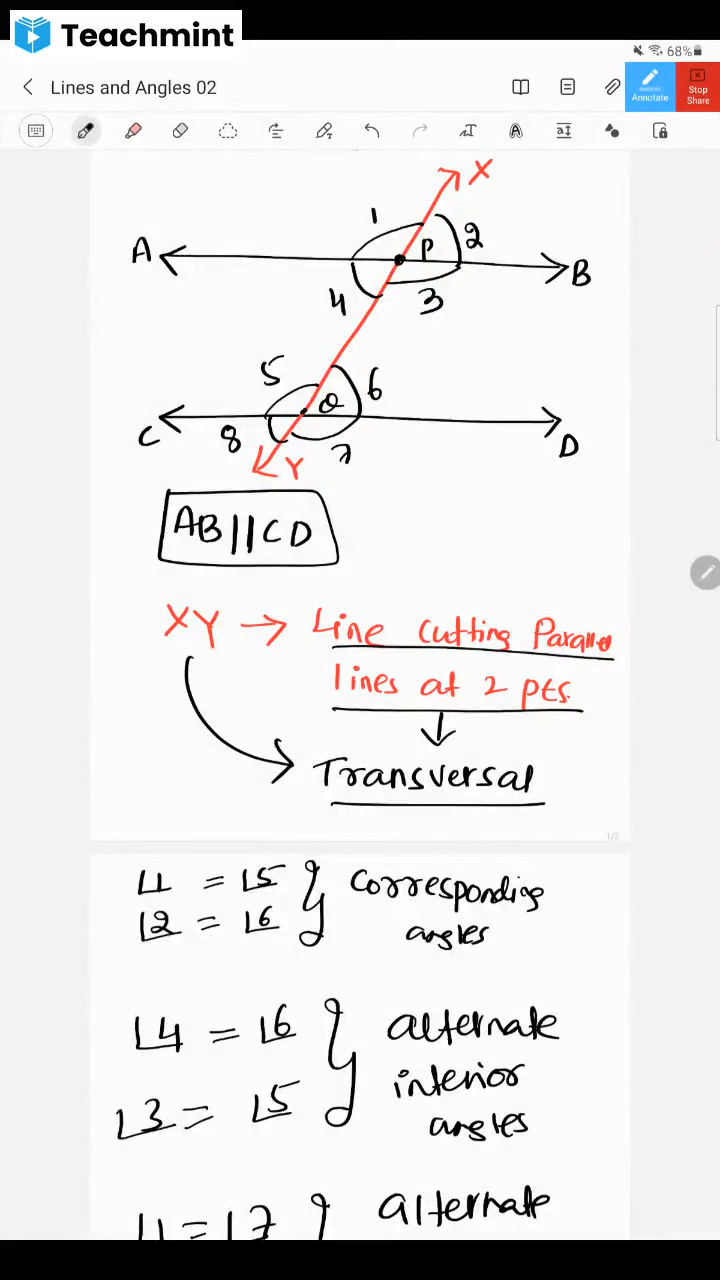 Teachmint
68%
Lines and Angles 02
Annotate
Stop
Share
X
1
2
A
P
B
4
3
5
6
Q
C
8
7
D
Y
AB||CD
XY → Line cutting Parallel
lines at 2 pts.
Transversal
1/2
∠1 = ∠5 } corresponding
∠2 = ∠6 angles
∠4 = ∠6 } alternate
interior
∠3 = ∠5 angles
∠1 = ∠7 } alternate